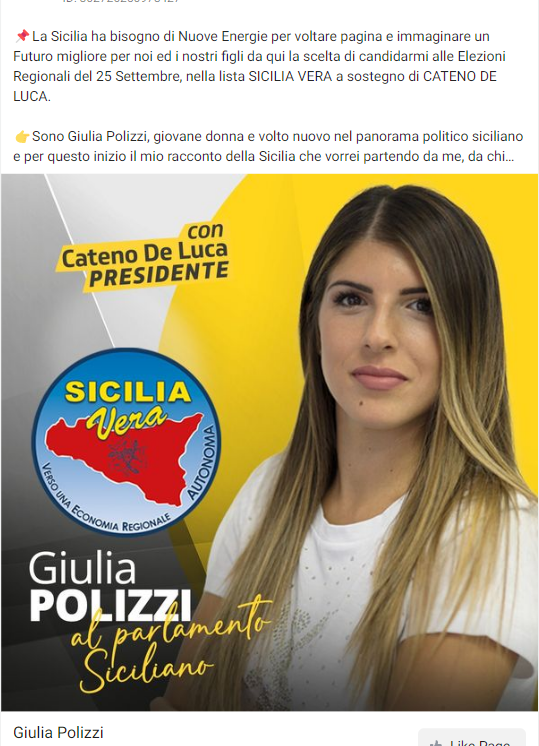 📌La Sicilia ha bisogno di Nuove Energie per voltare pagina e immaginare un
Futuro migliore per noi ed i nostri figli da qui la scelta di candidarmi alle Elezioni
Regionali del 25 Settembre, nella lista SICILIA VERA a sostegno di CATENO DE
LUCA.
👉Sono Giulia Polizzi, giovane donna e volto nuovo nel panorama politico siciliano
e per questo inizio il mio racconto della Sicilia che vorrei partendo da me, da chi...
con
Cateno De Luca
PRESIDENTE
SICILIA
Vera
VERSO UNA ECONOMIA REGIONALE AUTONOMA
Giulia
POLIZZI
al parlamento
Siciliano
Giulia Polizzi
Like Page